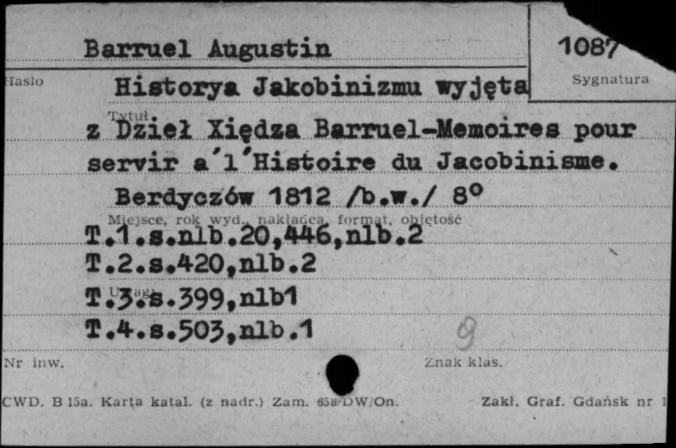 Barruel Augustin
1087
Hasło
Sygnatura
Historya Jakobinizmu wyjęta
Tytuł
z Dzieł Xiędza Barruel-Memoires pour
servir a'l'Histoire du Jacobinisme.
Berdyczów 1812 /b.w./ 8°
Miejsce, rok wyd., nakładca, format, objętość
T.1.s.nlb.20,446,nlb.2
T.2.s.420,nlb.2
Uwagi
T.3.s.399,nlb1
T.4.s.503,nlb.1
9
Nr inw.
Znak klas.
CWD. B 15a. Karta katal. (z nadr.) Zam. 658/DW/On.
Zakł. Graf. Gdańsk nr 1